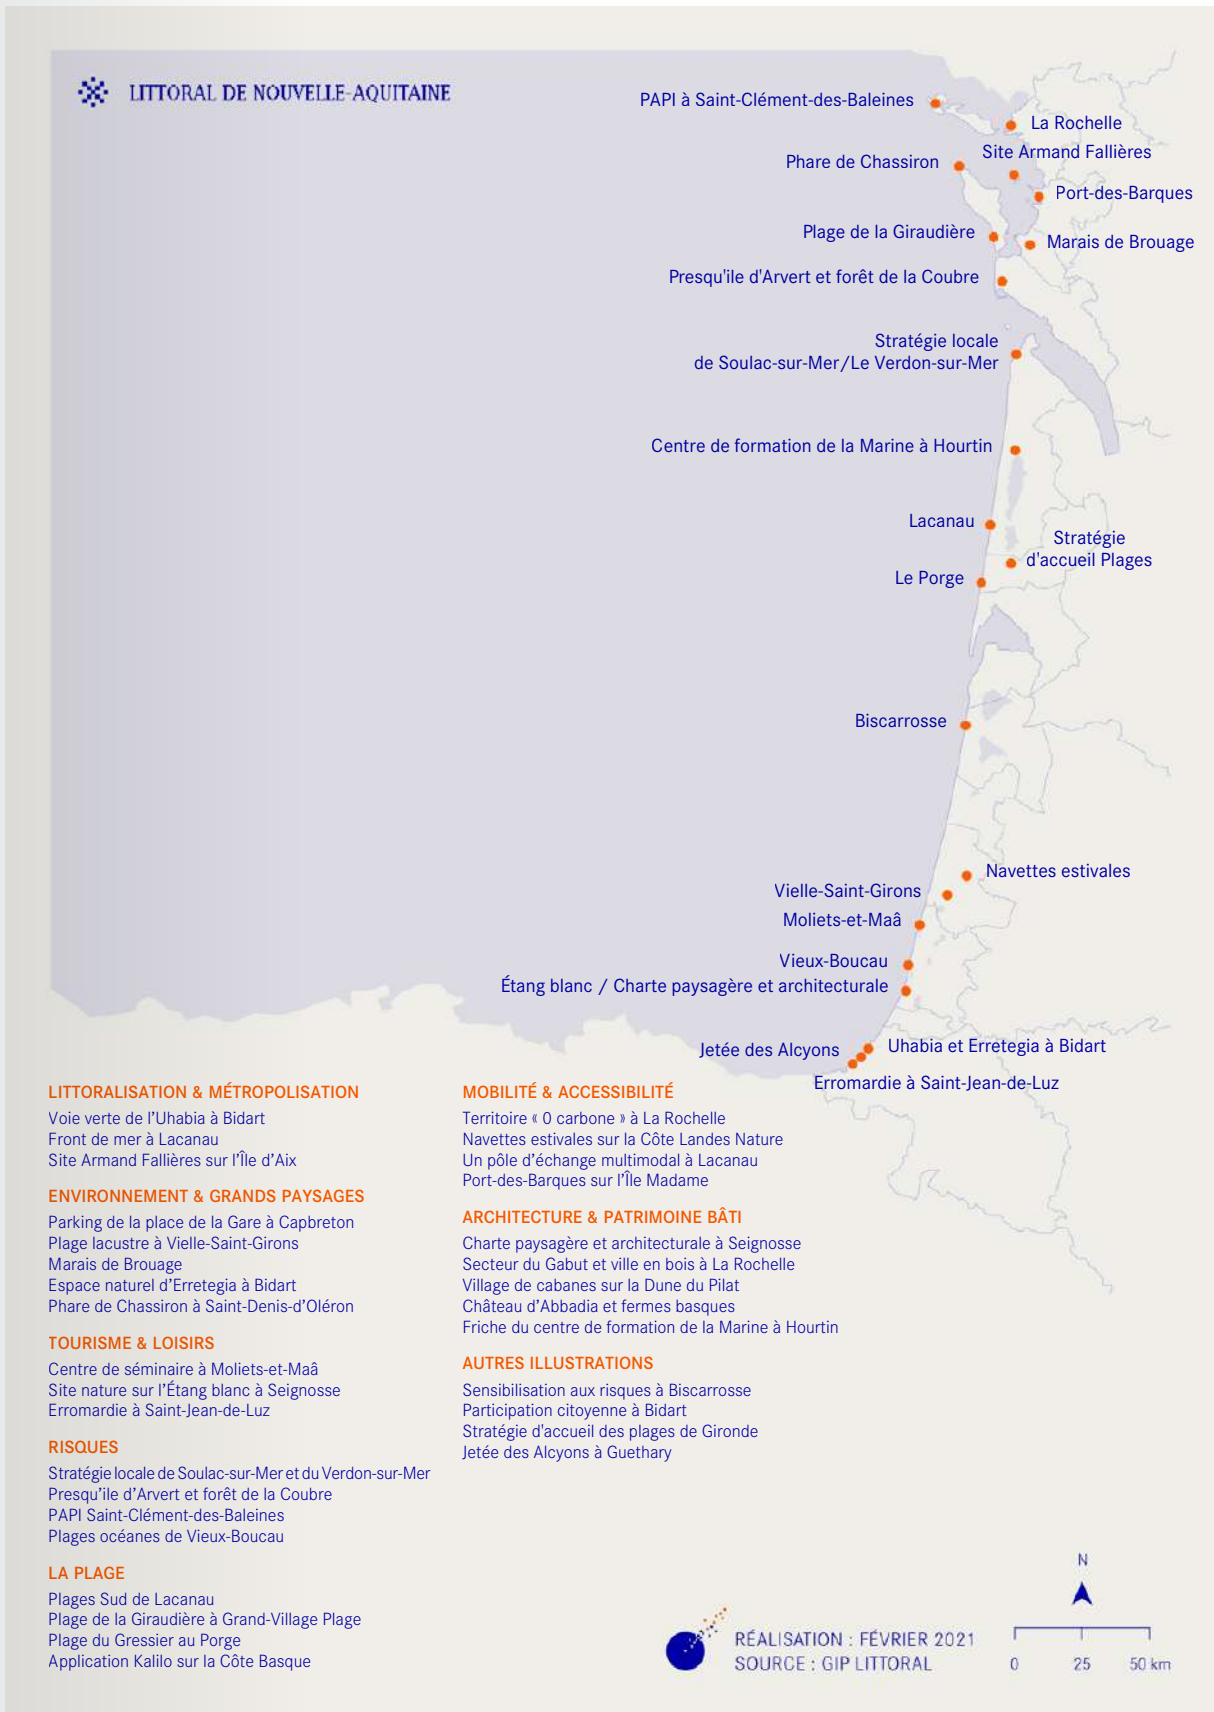 LITTORAL DE NOUVELLE-AQUITAINE
PAPI à Saint-Clément-des-Baleines
La Rochelle
Site Armand Fallières
Phare de Chassiron
Port-des-Barques
Plage de la Giraudière
Marais de Brouage
Presqu'ile d'Arvert et forêt de la Coubre
Stratégie locale
de Soulac-sur-Mer/Le Verdon-sur-Mer
Centre de formation de la Marine à Hourtin
Lacanau
Stratégie
d'accueil Plages
Le Porge
Biscarrosse
Navettes estivales
Vielle-Saint-Girons
Moliets-et-Maâ
Vieux-Boucau
Étang blanc / Charte paysagère et architecturale
Jetée des Alcyons
Uhabia et Erretegia à Bidart
Erromardie à Saint-Jean-de-Luz
LITTORALISATION & MÉTROPOLISATION
Voie verte de l’Uhabia à Bidart
Front de mer à Lacanau
Site Armand Fallières sur l’Île d’Aix
ENVIRONNEMENT & GRANDS PAYSAGES
Parking de la place de la Gare à Capbreton
Plage lacustre à Vielle-Saint-Girons
Marais de Brouage
Espace naturel d’Erretegia à Bidart
Phare de Chassiron à Saint-Denis-d’Oléron
TOURISME & LOISIRS
Centre de séminaire à Moliets-et-Maâ
Site nature sur l’Étang blanc à Seignosse
Erromardie à Saint-Jean-de-Luz
RISQUES
Stratégie locale de Soulac-sur-Mer et du Verdon-sur-Mer
Presqu’ile d’Arvert et forêt de la Coubre
PAPI Saint-Clément-des-Baleines
Plages océanes de Vieux-Boucau
LA PLAGE
Plages Sud de Lacanau
Plage de la Giraudière à Grand-Village Plage
Plage du Gressier au Porge
Application Kalilo sur la Côte Basque
MOBILITÉ & ACCESSIBILITÉ
Territoire « 0 carbone » à La Rochelle
Navettes estivales sur la Côte Landes Nature
Un pôle d’échange multimodal à Lacanau
Port-des-Barques sur l’Île Madame
ARCHITECTURE & PATRIMOINE BÂTI
Charte paysagère et architecturale à Seignosse
Secteur du Gabut et ville en bois à La Rochelle
Village de cabanes sur la Dune du Pilat
Château d’Abbadia et fermes basques
Friche du centre de formation de la Marine à Hourtin
AUTRES ILLUSTRATIONS
Sensibilisation aux risques à Biscarrosse
Participation citoyenne à Bidart
Stratégie d'accueil des plages de Gironde
Jetée des Alcyons à Guethary
RÉALISATION : FÉVRIER 2021
SOURCE : GIP LITTORAL
N
0 25 50 km